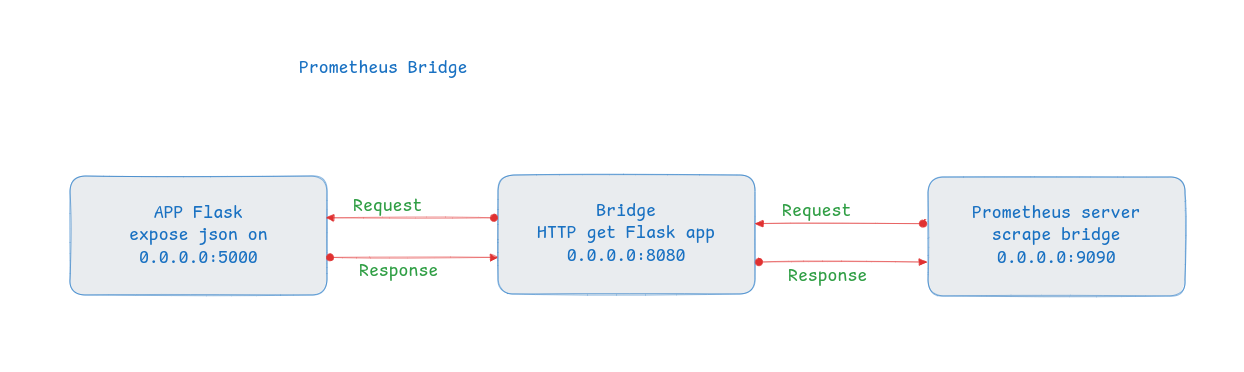 Prometheus Bridge
APP Flask
expose json on
0.0.0.0:5000
Request
Response
Bridge
HTTP get Flask app
0.0.0.0:8080
Request
Response
Prometheus server
scrape bridge
0.0.0.0:9090